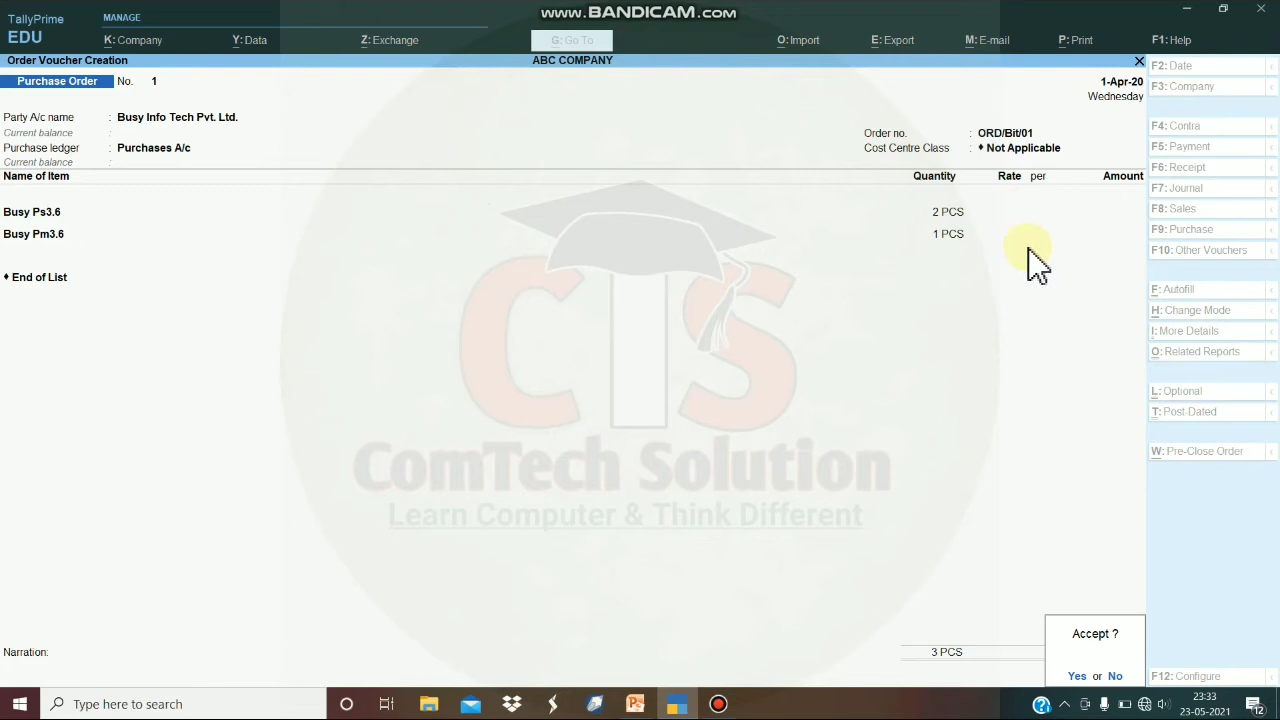 www.BANDICAM.com
TallyPrime
EDU
MANAGE
K: Company Y: Data Z: Exchange G: Go To O: Import E: Export M: E-mail P: Print F1: Help
Order Voucher Creation ABC COMPANY
Purchase Order No. 1 1-Apr-20
Wednesday
Party A/c name : Busy Info Tech Pvt. Ltd.
Current balance : Order no. : ORD/Bit/01
Purchase ledger : Purchases A/c Cost Centre Class : ♦ Not Applicable
Current balance :
Name of Item Quantity Rate per Amount
Busy Ps3.6 2 PCS
Busy Pm3.6 1 PCS
♦ End of List
CTS
ComTech Solution
Learn Computer & Think Different
Narration: 3 PCS
Accept ?
Yes or No
F2: Date
F3: Company
F4: Contra
F5: Payment
F6: Receipt
F7: Journal
F8: Sales
F9: Purchase
F10: Other Vouchers
F: Autofill
H: Change Mode
I: More Details
O: Related Reports
L: Optional
T: Post-Dated
W: Pre-Close Order
F12: Configure
Type here to search
23:33
23-05-2021
2